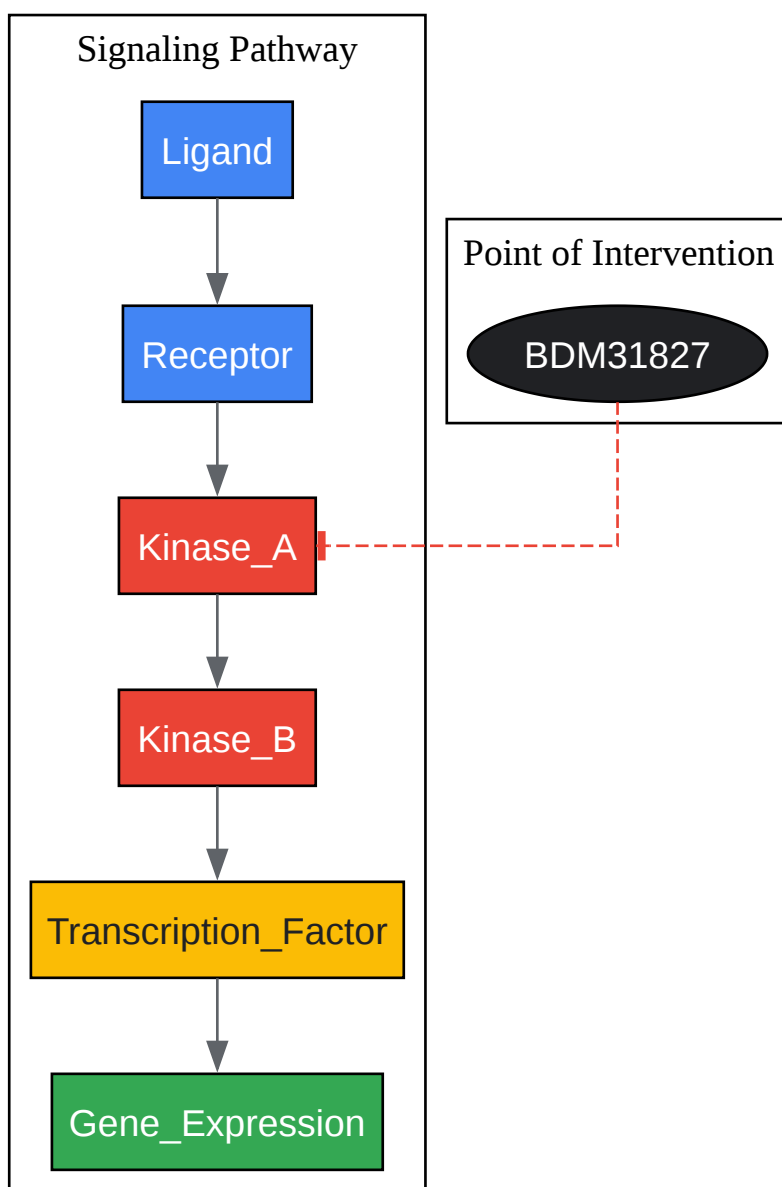 Signaling Pathway
Ligand
Point of Intervention
Receptor
BDM31827
Kinase_A
Kinase_B
Transcription_Factor
Gene_Expression